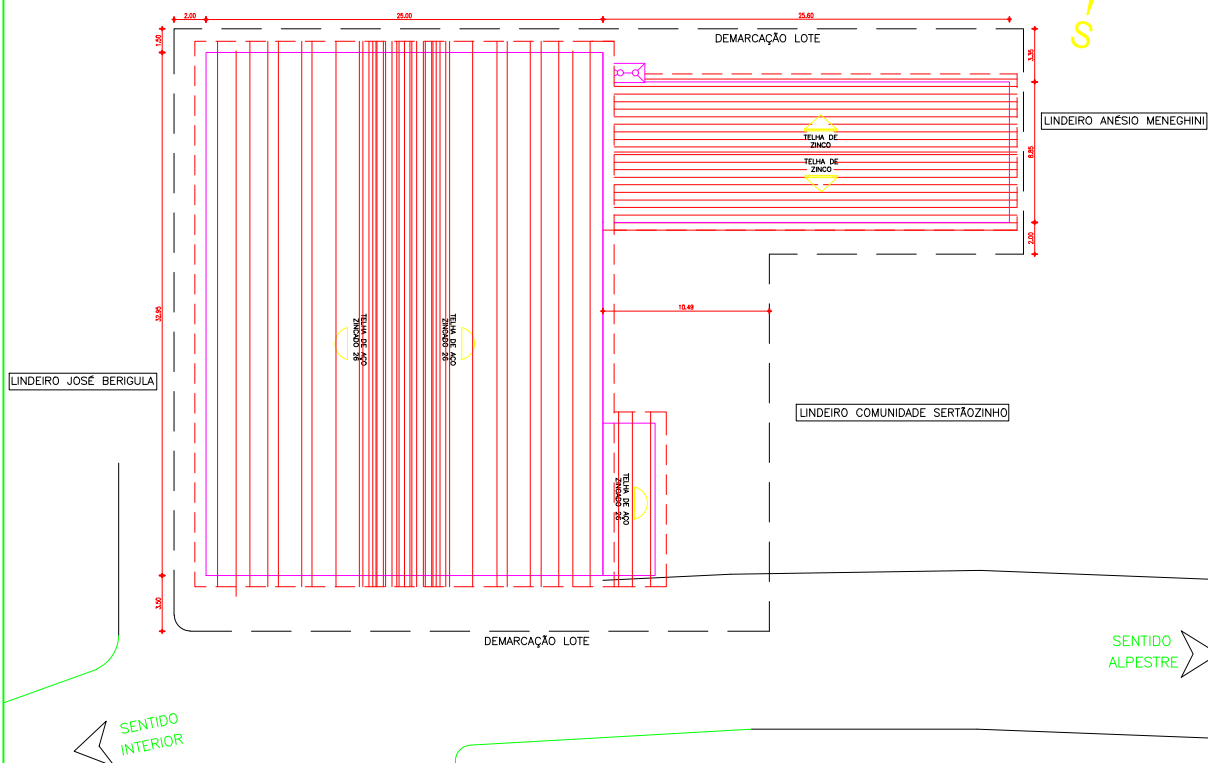 2.00
25.00
25.60
S
DEMARCAÇÃO LOTE
1.50
3.35
LINDEIRO ANÉSIO MENEGHINI
TELHA DE
ZINCO
TELHA DE
ZINCO
8.85
2.00
10.49
32.95
TELHA DE AÇO
ZINCADO 26
TELHA DE AÇO
ZINCADO 26
LINDEIRO JOSÉ BERIGULA
LINDEIRO COMUNIDADE SERTÃOZINHO
TELHA DE AÇO
ZINCADO 26
3.50
DEMARCAÇÃO LOTE
SENTIDO
ALPESTRE
SENTIDO
INTERIOR